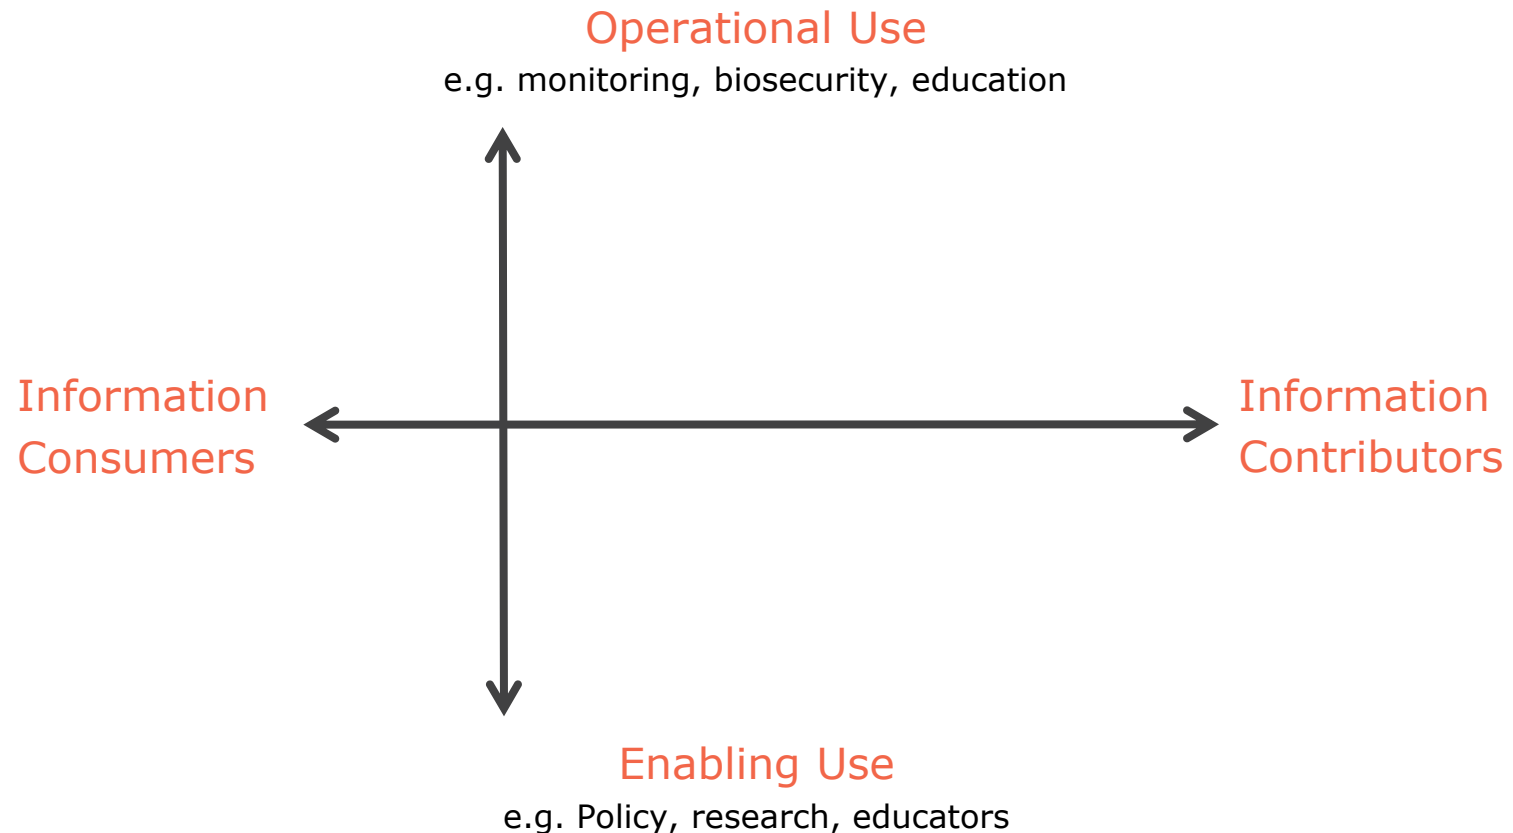 Operational Use
e.g. monitoring, biosecurity, education
Information
Consumers
Information
Contributors
Enabling Use
e.g. Policy, research, educators